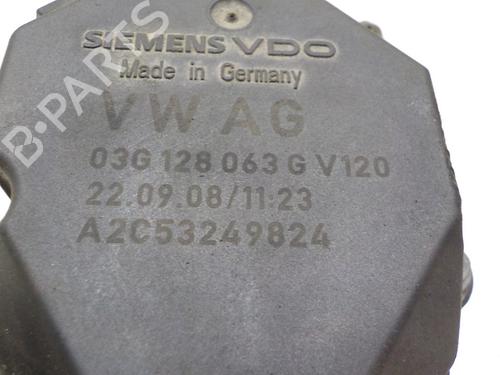 SIEMENS VDO
Made in Germany
VW AG
03G 128 063 G V120
22.09.08/11:23
A2C53249824
B-PARTS